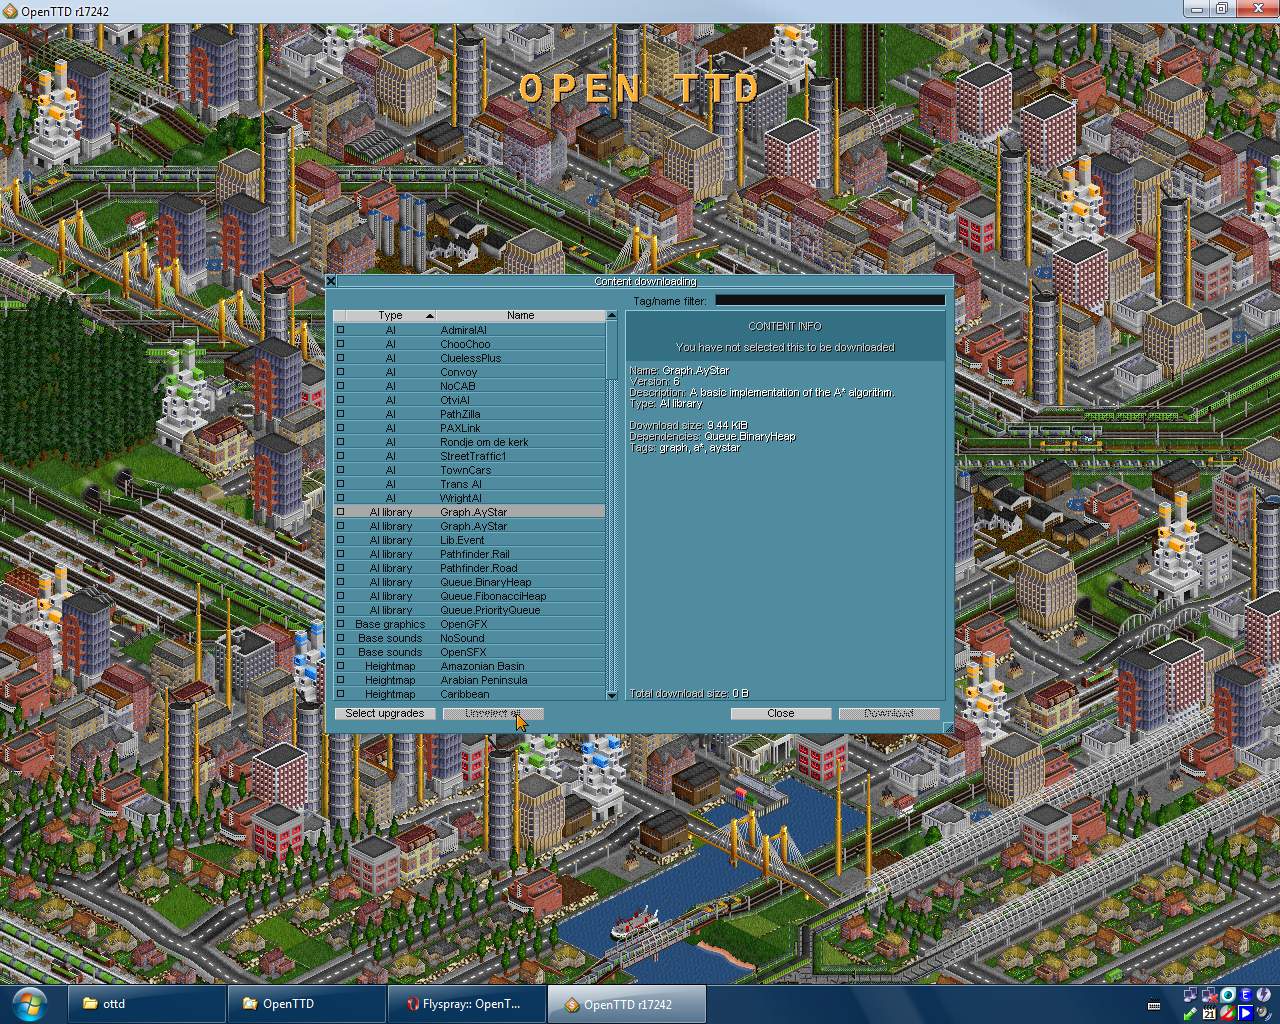 OpenTTD r17242
OPEN TTD
Content downloading
Tag/name filter:
Type Name
AI AdmiralAI
AI ChooChoo
AI CluelessPlus
AI Convoy
AI NoCAB
AI OtviAI
AI PathZilla
AI PAXLink
AI Rondje om de kerk
AI StreetTraffic1
AI TownCars
AI Trans AI
AI WrightAI
AI library Graph.AyStar
AI library Graph.AyStar
AI library Lib.Event
AI library Pathfinder.Rail
AI library Pathfinder.Road
AI library Queue.BinaryHeap
AI library Queue.FibonacciHeap
AI library Queue.PriorityQueue
Base graphics OpenGFX
Base sounds NoSound
Base sounds OpenSFX
Heightmap Amazonian Basin
Heightmap Arabian Peninsula
Heightmap Caribbean
CONTENT INFO
You have not selected this to be downloaded
Name: Graph.AyStar
Version: 6
Description: A basic implementation of the A* algorithm.
Type: AI library
Download size: 9.44 KiB
Dependencies: Queue.BinaryHeap
Tags: graph, a*, aystar
Total download size: 0 B
Select upgrades Unselect all Close Download
ottd OpenTTD Flyspray:: OpenT... OpenTTD r17242
21